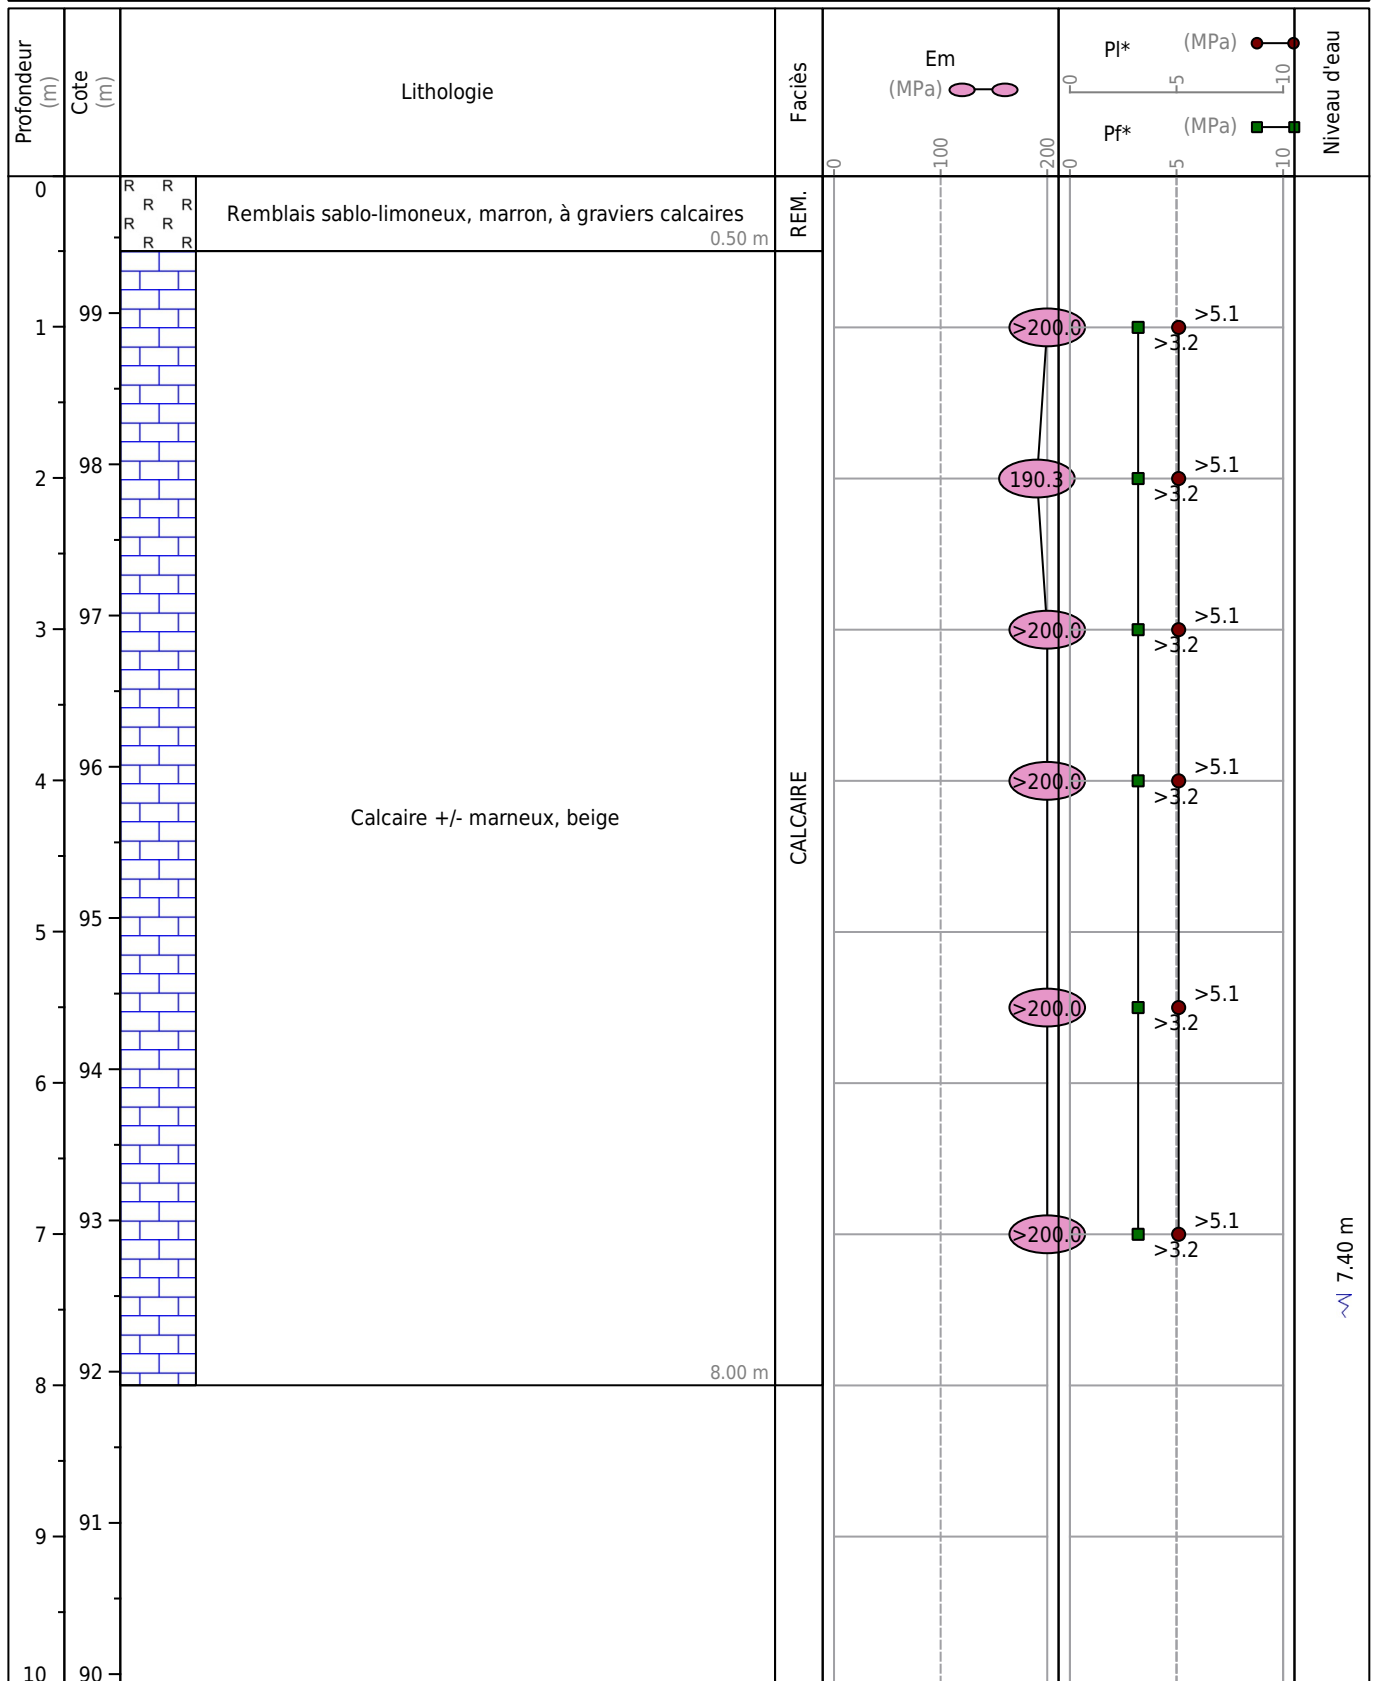 Profondeur
(m)
Cote
(m)
Lithologie
Faciès
Em
(MPa)
0
100
200
Pl*
(MPa)
0
5
10
Pf*
(MPa)
0
5
10
Niveau d'eau
0
R R
R R
R R
R R
Remblais sablo-limoneux, marron, à graviers calcaires
0.50 m
REM.
99
1
>200.0
>5.1
>3.2
98
2
190.3
>5.1
>3.2
97
3
>200.0
>5.1
>3.2
96
4
>200.0
>5.1
>3.2
Calcaire +/- marneux, beige
CALCAIRE
95
5
>200.0
>5.1
>3.2
94
6
93
7
>200.0
>5.1
>3.2
7.40 m
92
8.00 m
8
91
9
90
10